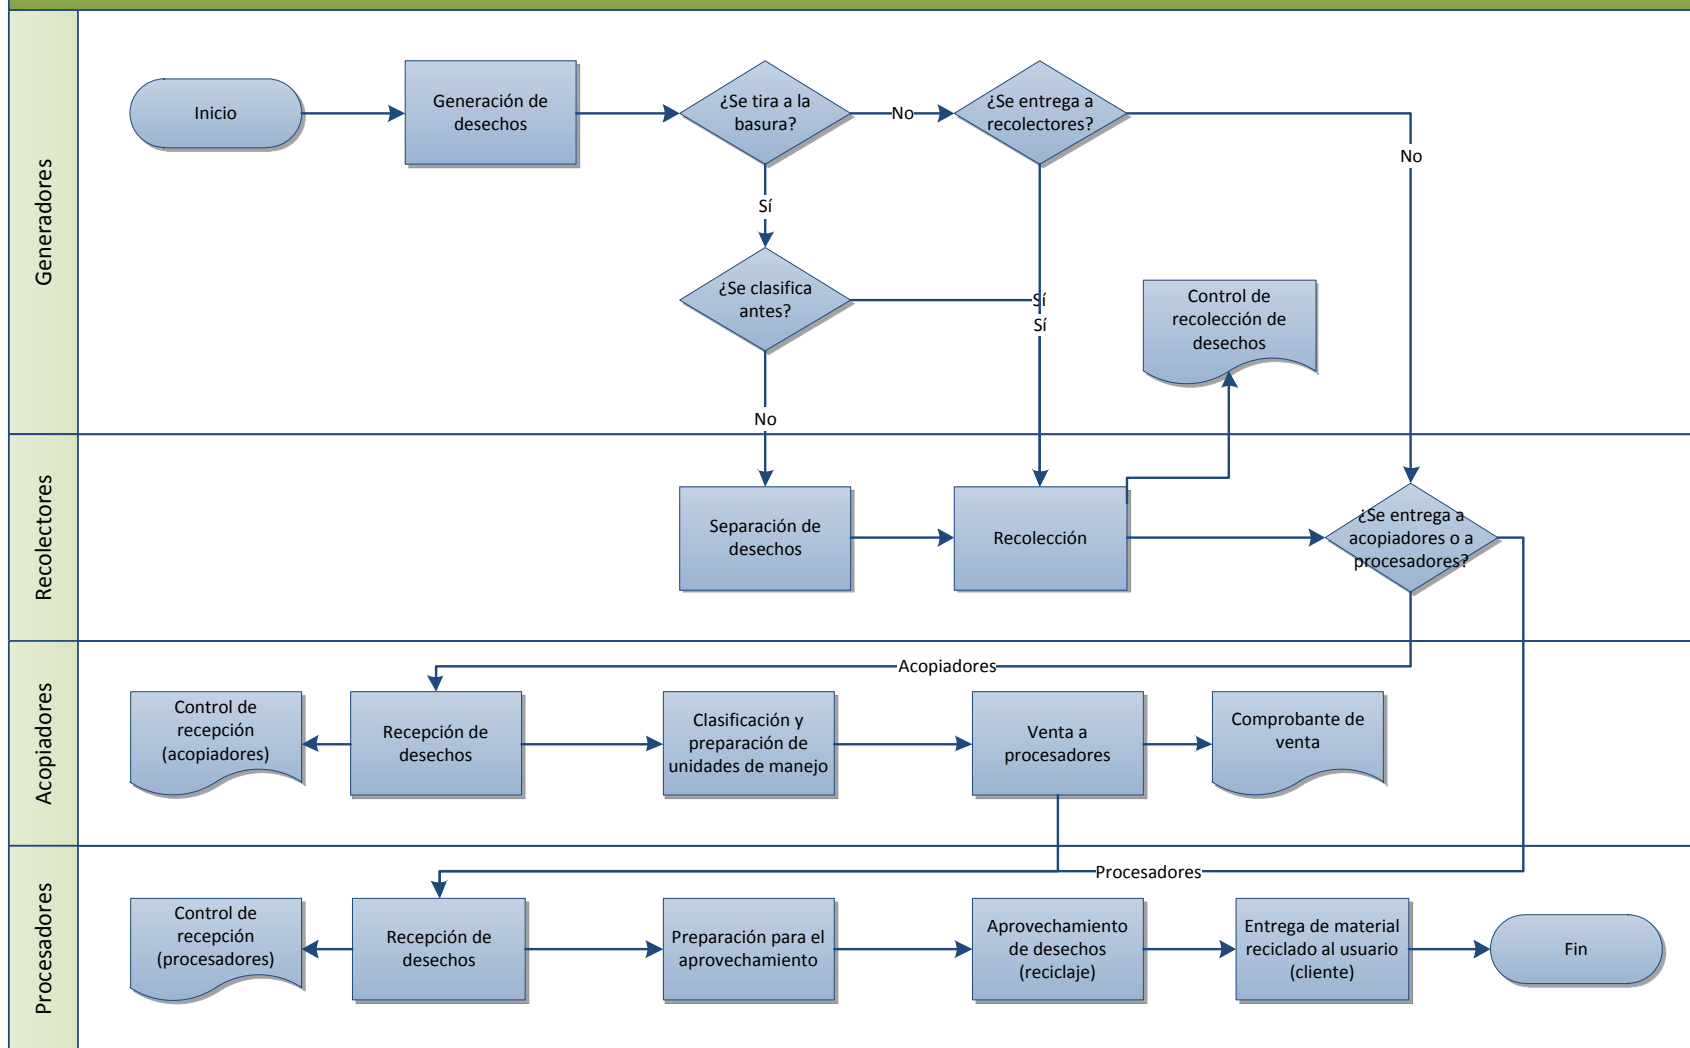 Generadores
Inicio
Generación de
desechos
¿Se tira a la
basura?
No
¿Se entrega a
recolectores?
No
Sí
¿Se clasifica
antes?
Sí
Sí
Control de
recolección de
desechos
No
Recolectores
Separación de
desechos
Recolección
¿Se entrega a
acopiadores o a
procesadores?
Acopiadores
Acopiadores
Control de
recepción
(acopiadores)
Recepción de
desechos
Clasificación y
preparación de
unidades de manejo
Venta a
procesadores
Comprobante de
venta
Procesadores
Procesadores
Control de
recepción
(procesadores)
Recepción de
desechos
Preparación para el
aprovechamiento
Aprovechamiento
de desechos
(reciclaje)
Entrega de material
reciclado al usuario
(cliente)
Fin